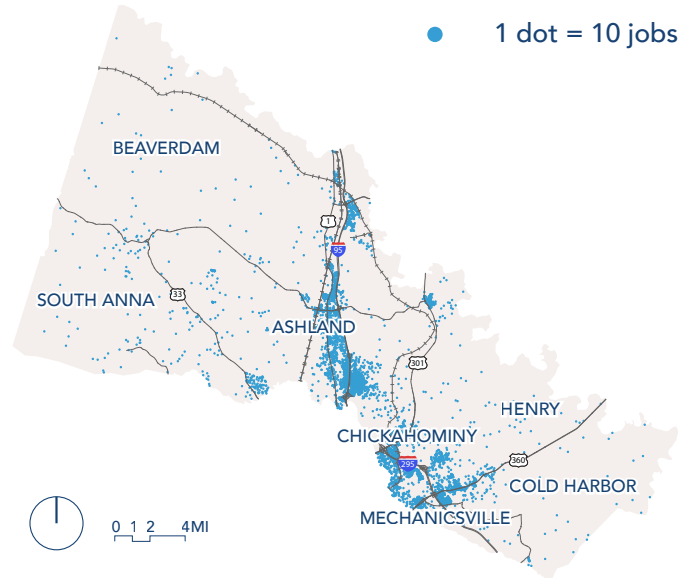 1 dot = 10 jobs
BEAVERDAM
1
95
SOUTH ANNA
33
ASHLAND
301
HENRY
CHICKAHOMINY
360
295
COLD HARBOR
MECHANICSVILLE
0 1 2 4MI